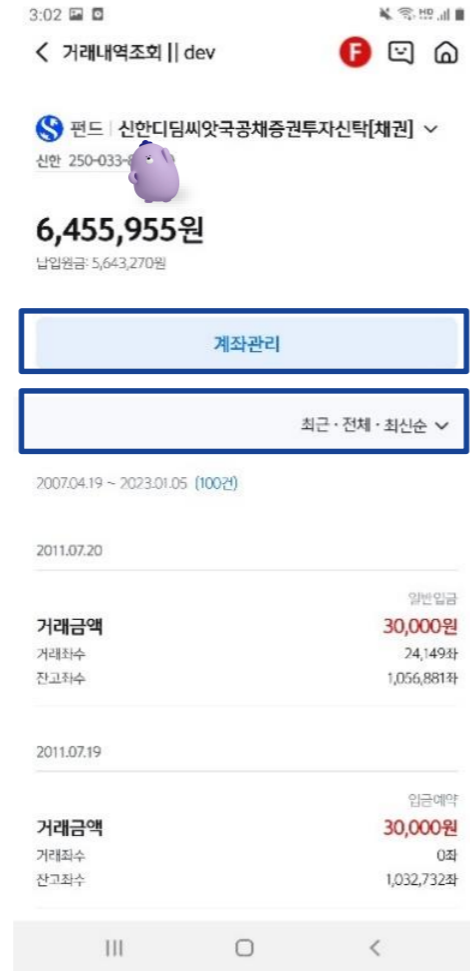 3:02
거래내역조회 || dev
F
펀드 | 신한디딤씨앗국공채증권투자신탁[채권]
신한 250-033-
6,455,955원
납입원금: 5,643,270원
계좌관리
최근 · 전체 · 최신순
2007.04.19 ~ 2023.01.05 (100건)
2011.07.20
일반입금
거래금액 30,000원
거래좌수 24,149좌
잔고좌수 1,056,881좌
2011.07.19
입금예약
거래금액 30,000원
거래좌수 0좌
잔고좌수 1,032,732좌